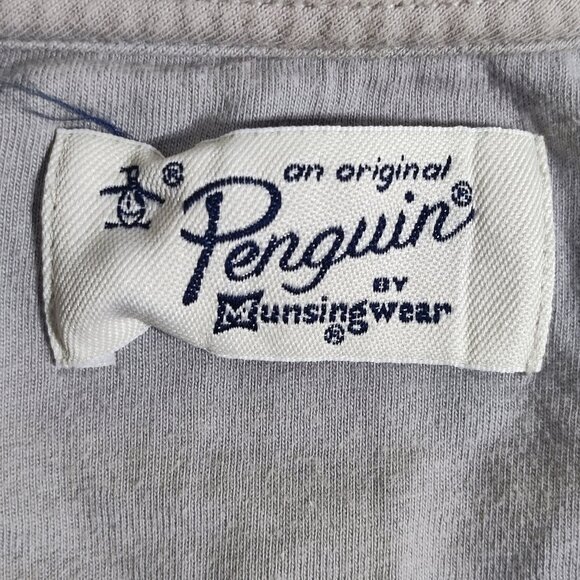 ® an original
Penguin®
BY
Munsingwear
®